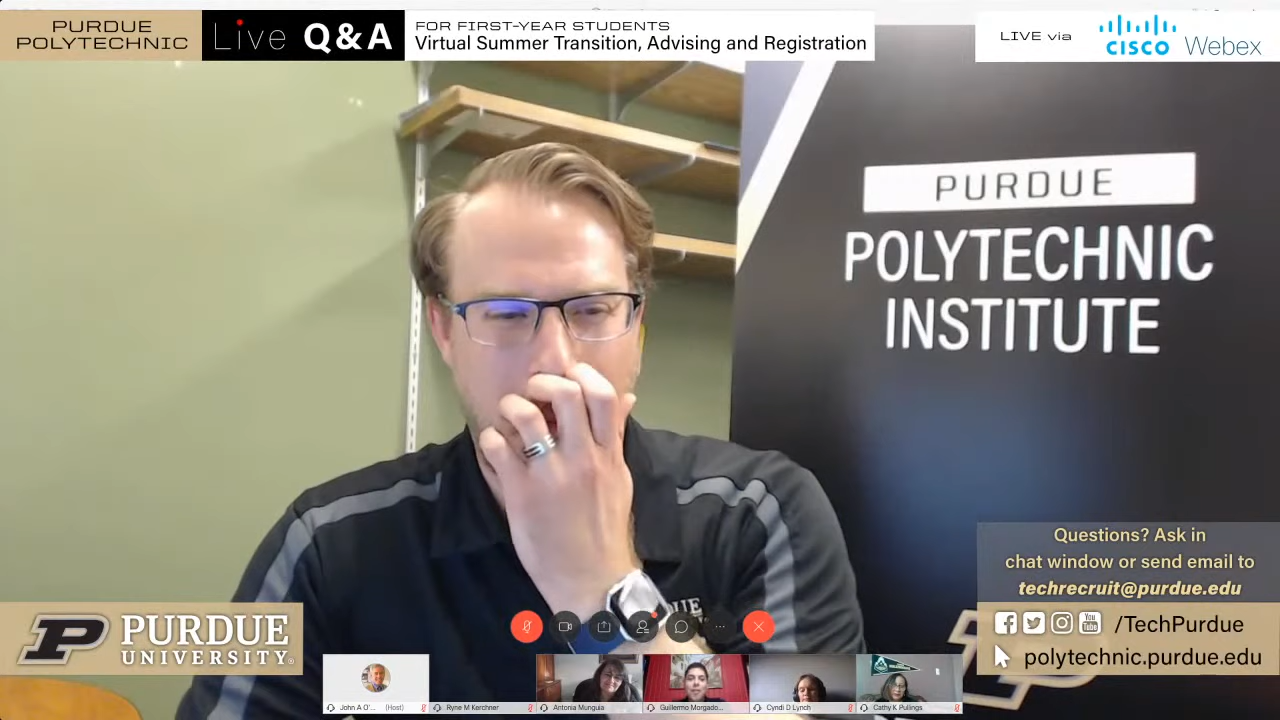 PURDUE
POLYTECHNIC
Live Q&A
FOR FIRST-YEAR STUDENTS
Virtual Summer Transition, Advising and Registration
LIVE via
CISCO Webex
PURDUE
POLYTECHNIC
INSTITUTE
Questions? Ask in
chat window or send email to
techrecruit@purdue.edu
P PURDUE
UNIVERSITY®
/TechPurdue
polytechnic.purdue.edu
John A O'... (Host)
Ryne M Kerchner
Antonia Munguia
Guillermo Morgado...
Cyndi D Lynch
Cathy K Pullings